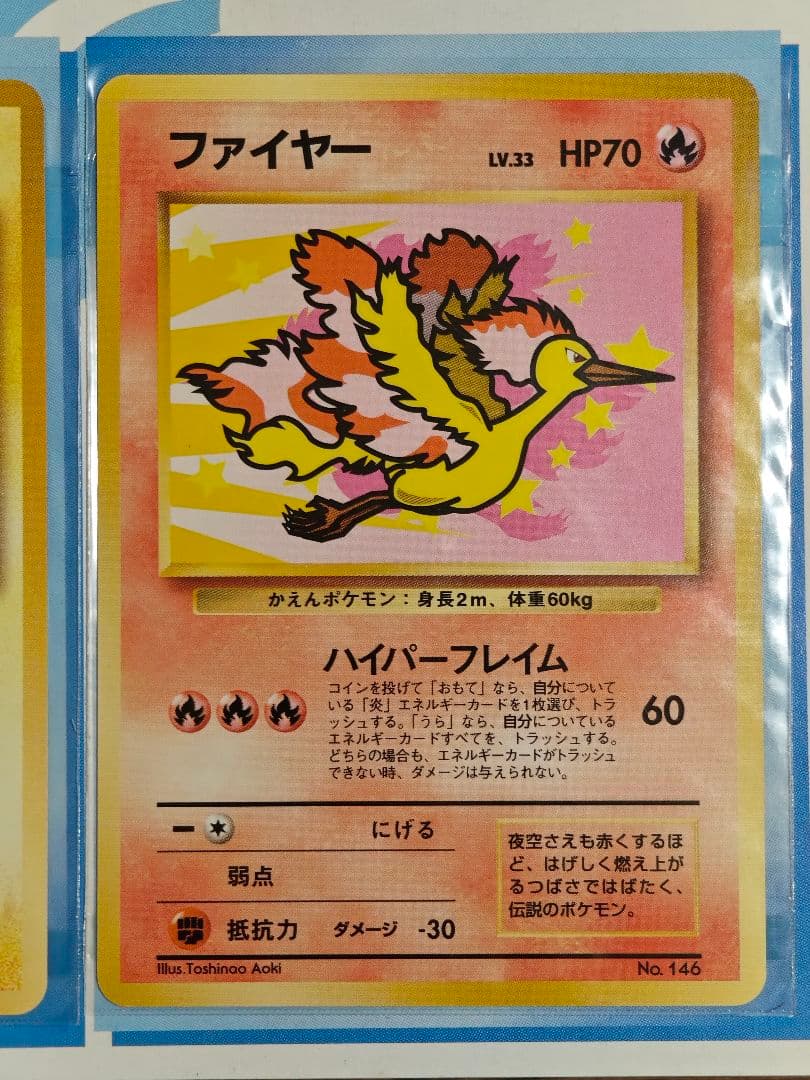 ファイヤー LV.33 HP70
かえんポケモン：身長2m、体重60kg
ハイパーフレイム
コインを投げて「おもて」なら、自分について
いる「炎」エネルギーカードを1枚選び、トラ
ッシュする。「うら」なら、自分についている
エネルギーカードすべてを、トラッシュする。
どちらの場合も、エネルギーカードがトラッシュ
できない時、ダメージは与えられない。
60
にげる
弱点
抵抗力 ダメージ -30
夜空さえも赤くするほ
ど、はげしく燃え上が
るつばさではばたく、
伝説のポケモン。
Illus.Toshinao Aoki
No. 146